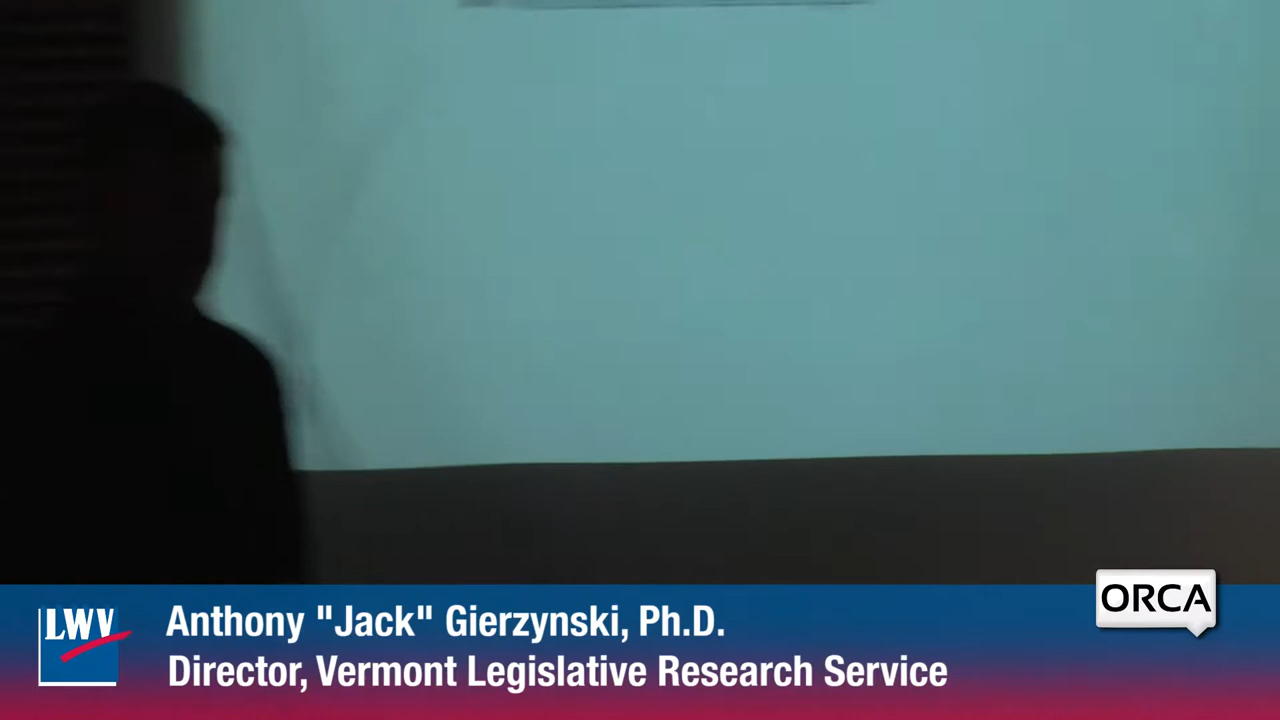 LWV
Anthony "Jack" Gierzynski, Ph.D.
Director, Vermont Legislative Research Service
ORCA